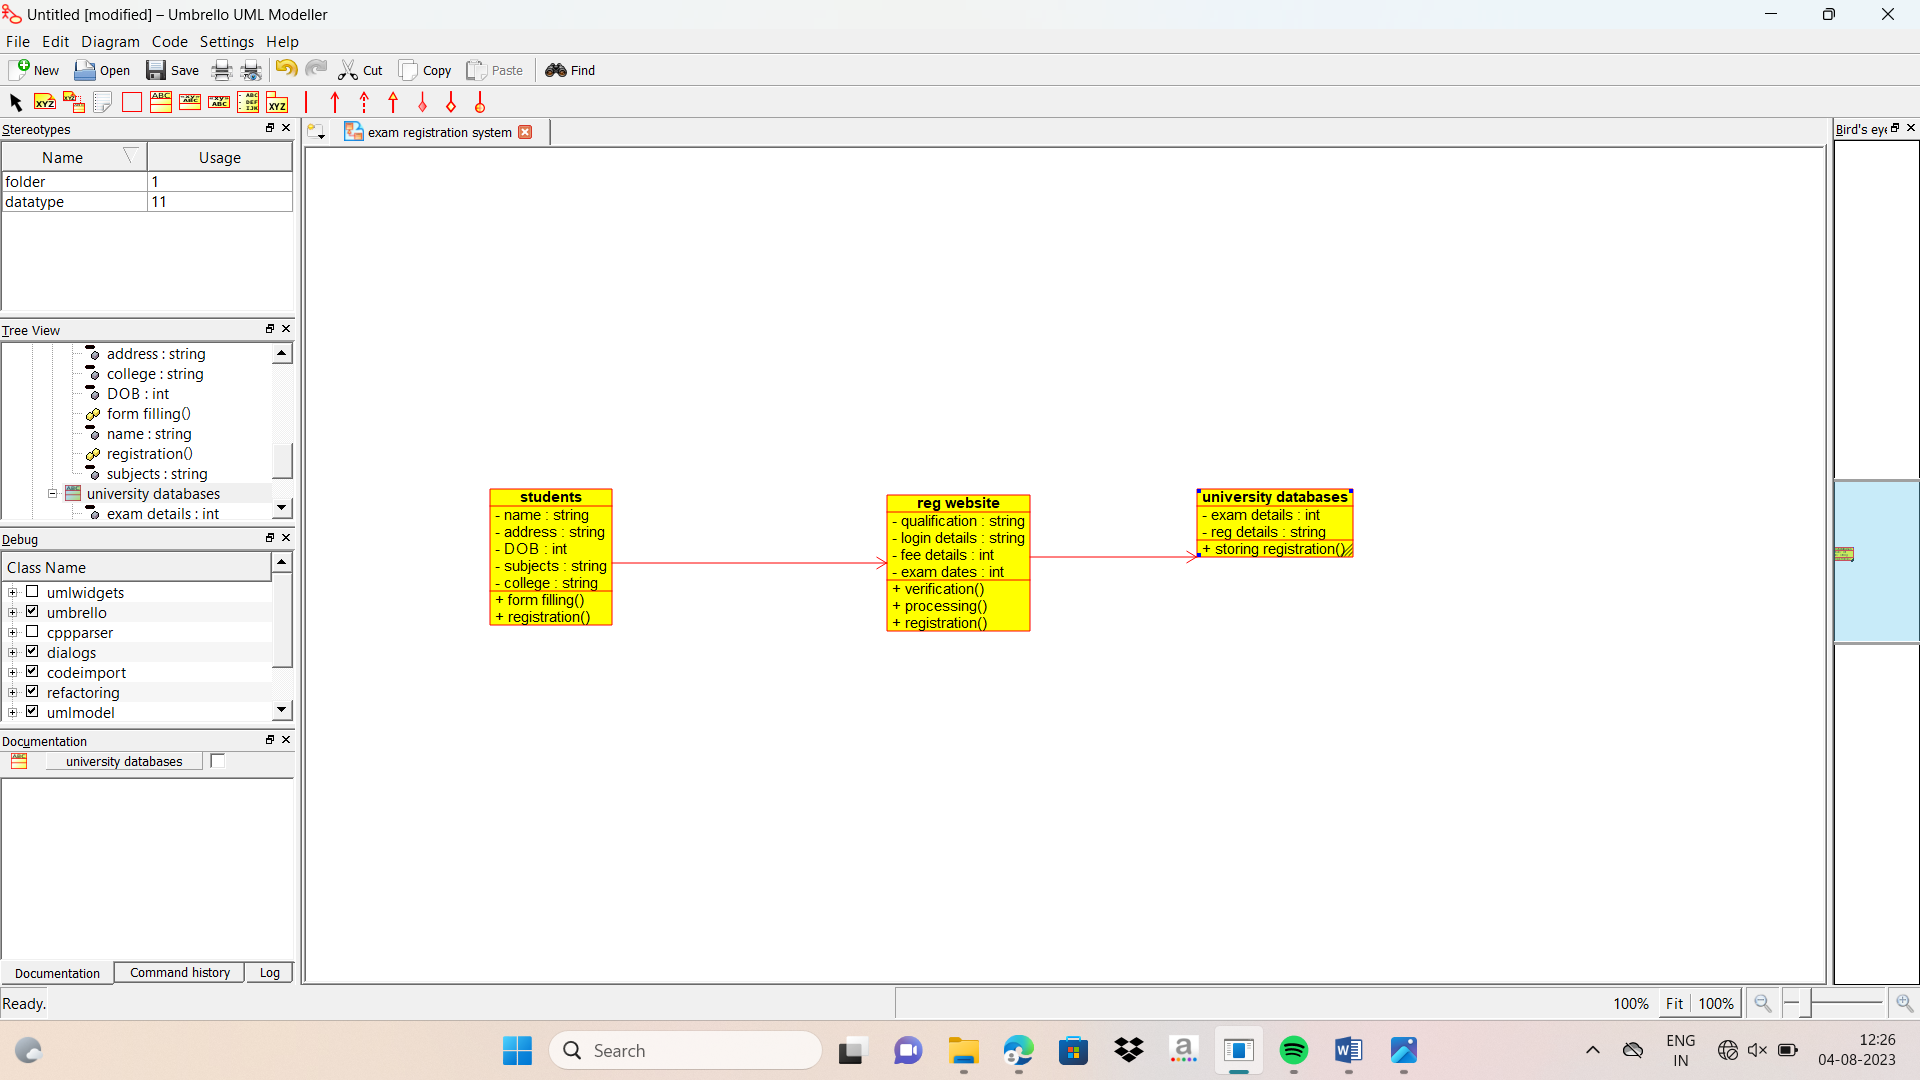 Untitled [modified] – Umbrello UML Modeller
File Edit Diagram Code Settings Help
New Open Save Cut Copy Paste Find
Stereotypes
Name Usage
folder 1
datatype 11
Tree View
address : string
college : string
DOB : int
form filling()
name : string
registration()
subjects : string
university databases
exam details : int
Debug
Class Name
umlwidgets
umbrello
cppparser
dialogs
codeimport
refactoring
umlmodel
Documentation
university databases
Documentation Command history Log
Ready.
exam registration system
students
- name : string
- address : string
- DOB : int
- subjects : string
- college : string
+ form filling()
+ registration()
reg website
- qualification : string
- login details : string
- fee details : int
- exam dates : int
+ verification()
+ processing()
+ registration()
university databases
- exam details : int
- reg details : string
+ storing registration()
Bird's eye
100% Fit 100%
Search
ENG
IN
12:26
04-08-2023